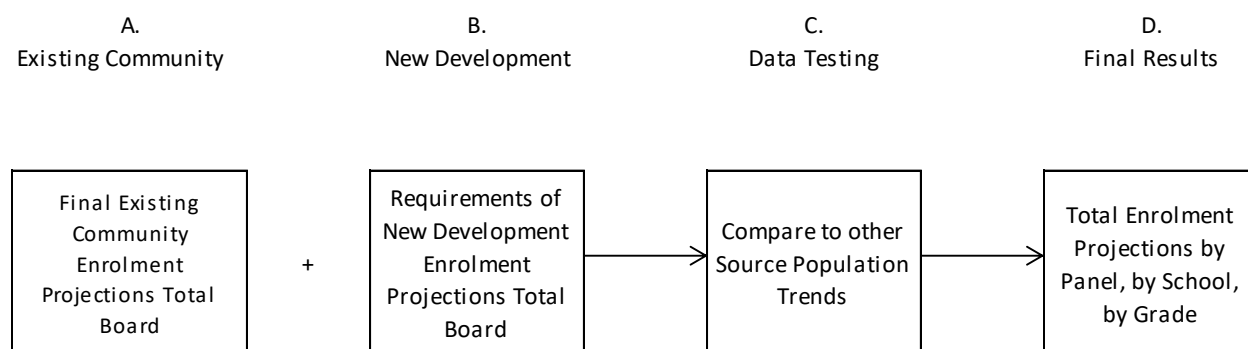 A.
Existing Community
B.
New Development
C.
Data Testing
D.
Final Results
Final Existing
Community
Enrolment
Projections Total
Board
+
Requirements of
New Development
Enrolment
Projections Total
Board
Compare to other
Source Population
Trends
Total Enrolment
Projections by
Panel, by School,
by Grade